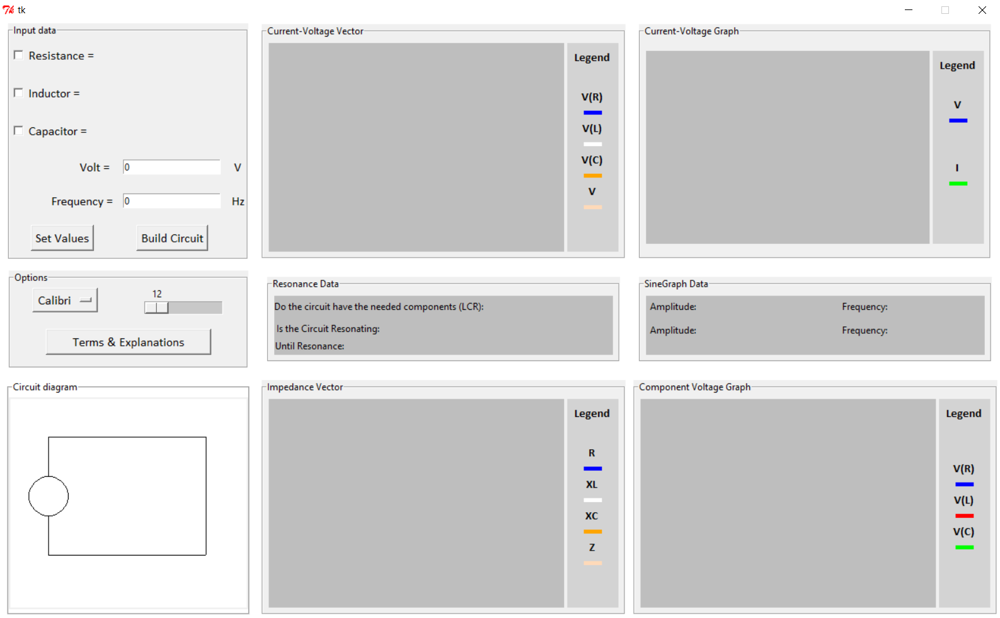 tk
Input data
Resistance =
Inductor =
Capacitor =
Volt = 0 V
Frequency = 0 Hz
Set Values Build Circuit
Current-Voltage Vector
Legend
V(R)
V(L)
V(C)
V
Current-Voltage Graph
Legend
V
I
Options
Calibri 12
Terms & Explanations
Resonance Data
Do the circuit have the needed components (LCR):
Is the Circuit Resonating:
Until Resonance:
SineGraph Data
Amplitude: Frequency:
Amplitude: Frequency:
Circuit diagram
Impedance Vector
Legend
R
XL
XC
Z
Component Voltage Graph
Legend
V(R)
V(L)
V(C)